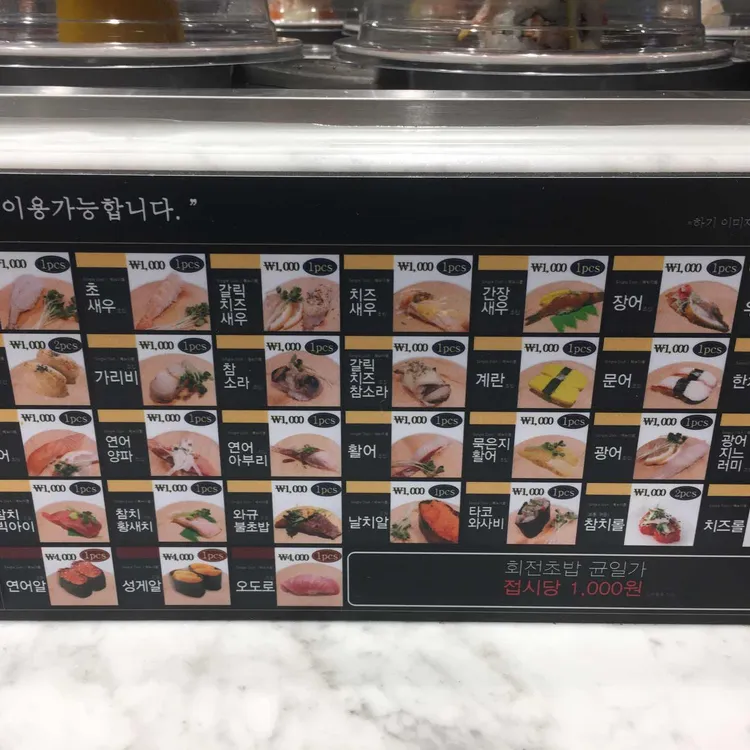 이용가능합니다.”
-하기 이미지
₩1,000 1pcs
초
새우
₩1,000 1pcs
갈릭
치즈
새우
₩1,000 1pcs
치즈
새우
₩1,000 1pcs
간장
새우
₩1,000 1pcs
장어
₩1,000 1pcs
₩1,000 2pcs
가리비
₩1,000 1pcs
참
소라
₩1,000 1pcs
갈릭
치즈
참소라
₩1,000 1pcs
계란
₩1,000 1pcs
문어
₩1,000 1pcs
₩1,000 1pcs
연어
양파
₩1,000 1pcs
연어
아부리
₩1,000 1pcs
활어
₩1,000 1pcs
묵은지
활어
₩1,000 1pcs
광어
₩1,000 1pcs
광어
지느
러미
참치
₩1,000 1pcs
참치
황새치
₩1,000 1pcs
와규
불초밥
₩1,000 1pcs
날치알
₩1,000 1pcs
타코
와사비
₩1,000 1pcs
참치롤
₩1,000 2pcs
치즈롤
연어알
₩4,000 1pcs
성게알
₩4,000 1pcs
오도로
₩4,000 1pcs
회전초밥 균일가
접시당 1,000원